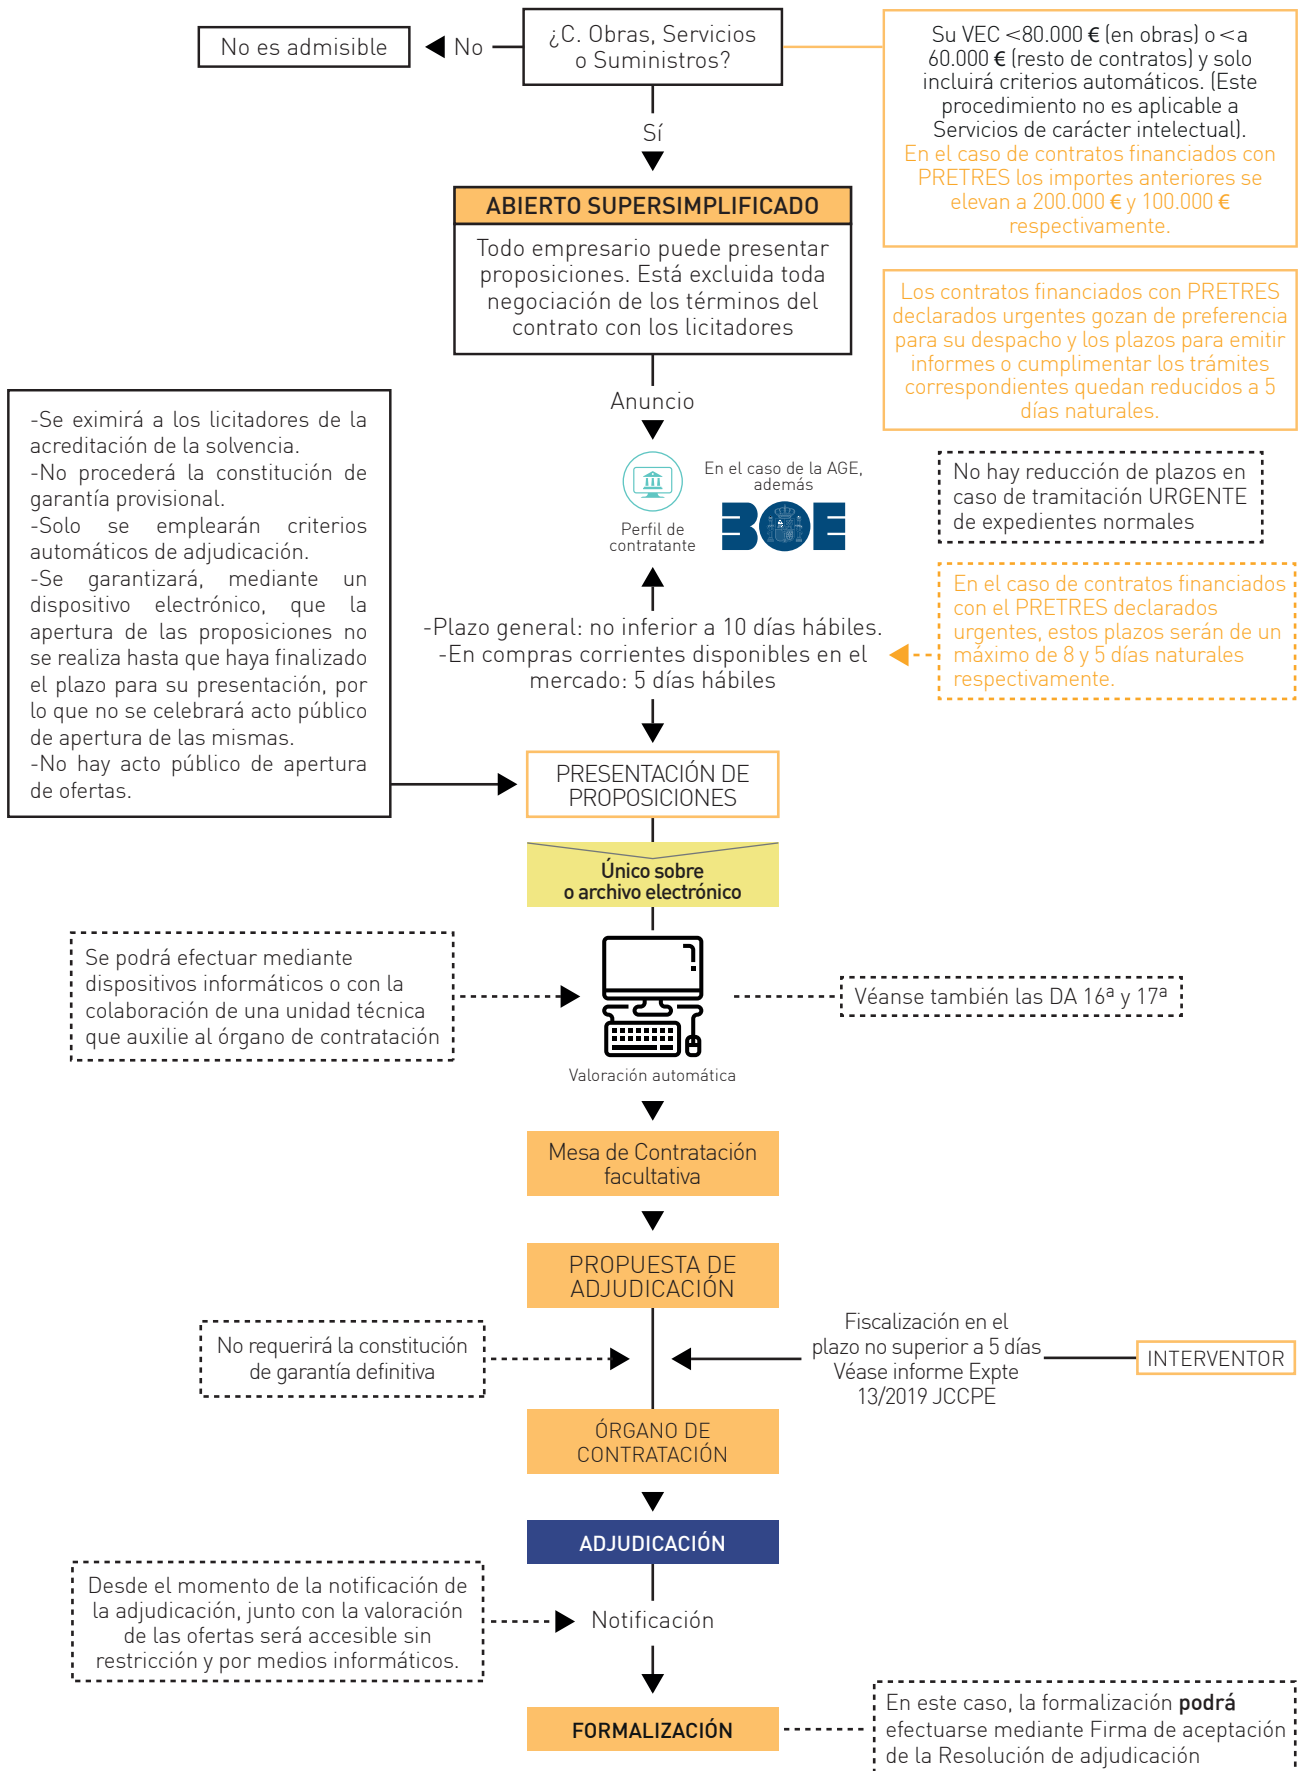 No es admisible
No
¿C. Obras, Servicios
o Suministros?
Su VEC <80.000 € (en obras) o <a
60.000 € (resto de contratos) y solo
incluirá criterios automáticos. (Este
procedimiento no es aplicable a
Servicios de carácter intelectual).
En el caso de contratos financiados con
PRETRES los importes anteriores se
elevan a 200.000 € y 100.000 €
respectivamente.
Sí
ABIERTO SUPERSIMPLIFICADO
Todo empresario puede presentar
proposiciones. Está excluida toda
negociación de los términos del
contrato con los licitadores
Los contratos financiados con PRETRES
declarados urgentes gozan de preferencia
para su despacho y los plazos para emitir
informes o cumplimentar los trámites
correspondientes quedan reducidos a 5
días naturales.
Anuncio
Perfil de
contratante
En el caso de la AGE,
además
BOE
No hay reducción de plazos en
caso de tramitación URGENTE
de expedientes normales
-Se eximirá a los licitadores de la
acreditación de la solvencia.
-No procederá la constitución de
garantía provisional.
-Solo se emplearán criterios
automáticos de adjudicación.
-Se garantizará, mediante un
dispositivo electrónico, que la
apertura de las proposiciones no
se realiza hasta que haya finalizado
el plazo para su presentación, por
lo que no se celebrará acto público
de apertura de las mismas.
-No hay acto público de apertura
de ofertas.
-Plazo general: no inferior a 10 días hábiles.
-En compras corrientes disponibles en el
mercado: 5 días hábiles
En el caso de contratos financiados
con el PRETRES declarados
urgentes, estos plazos serán de un
máximo de 8 y 5 días naturales
respectivamente.
PRESENTACIÓN DE
PROPOSICIONES
Único sobre
o archivo electrónico
Se podrá efectuar mediante
dispositivos informáticos o con la
colaboración de una unidad técnica
que auxilie al órgano de contratación
Valoración automática
Véanse también las DA 16ª y 17ª
Mesa de Contratación
facultativa
PROPUESTA DE
ADJUDICACIÓN
No requerirá la constitución
de garantía definitiva
Fiscalización en el
plazo no superior a 5 días
Véase informe Expte
13/2019 JCCPE
INTERVENTOR
ÓRGANO DE
CONTRATACIÓN
ADJUDICACIÓN
Desde el momento de la notificación de
la adjudicación, junto con la valoración
de las ofertas será accesible sin
restricción y por medios informáticos.
Notificación
FORMALIZACIÓN
En este caso, la formalización podrá
efectuarse mediante Firma de aceptación
de la Resolución de adjudicación